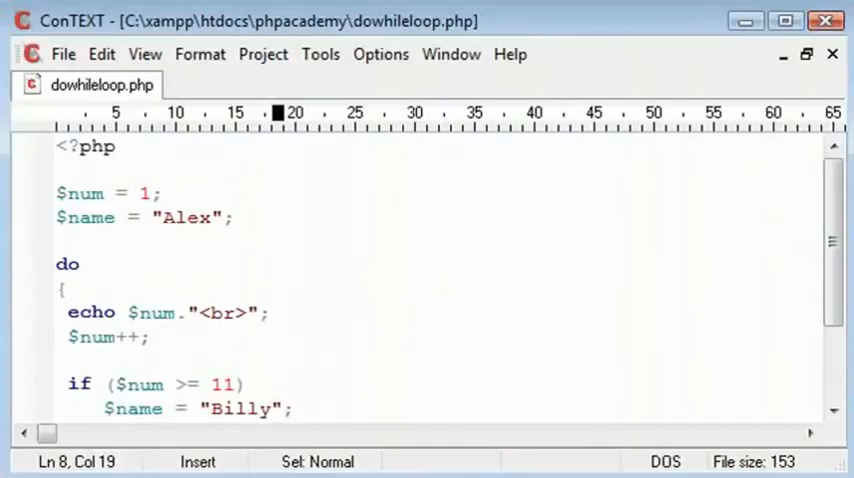 ConTEXT - [C:\xampp\htdocs\phpacademy\dowhileloop.php]
File Edit View Format Project Tools Options Window Help
dowhileloop.php
5 10 15 20 25 30 35 40 45 50 55 60 65
<?php
$num = 1;
$name = "Alex";
do
{
echo $num."<br>";
$num++;
if ($num >= 11)
$name = "Billy";
Ln 8, Col 19 Insert Sel: Normal DOS File size: 153